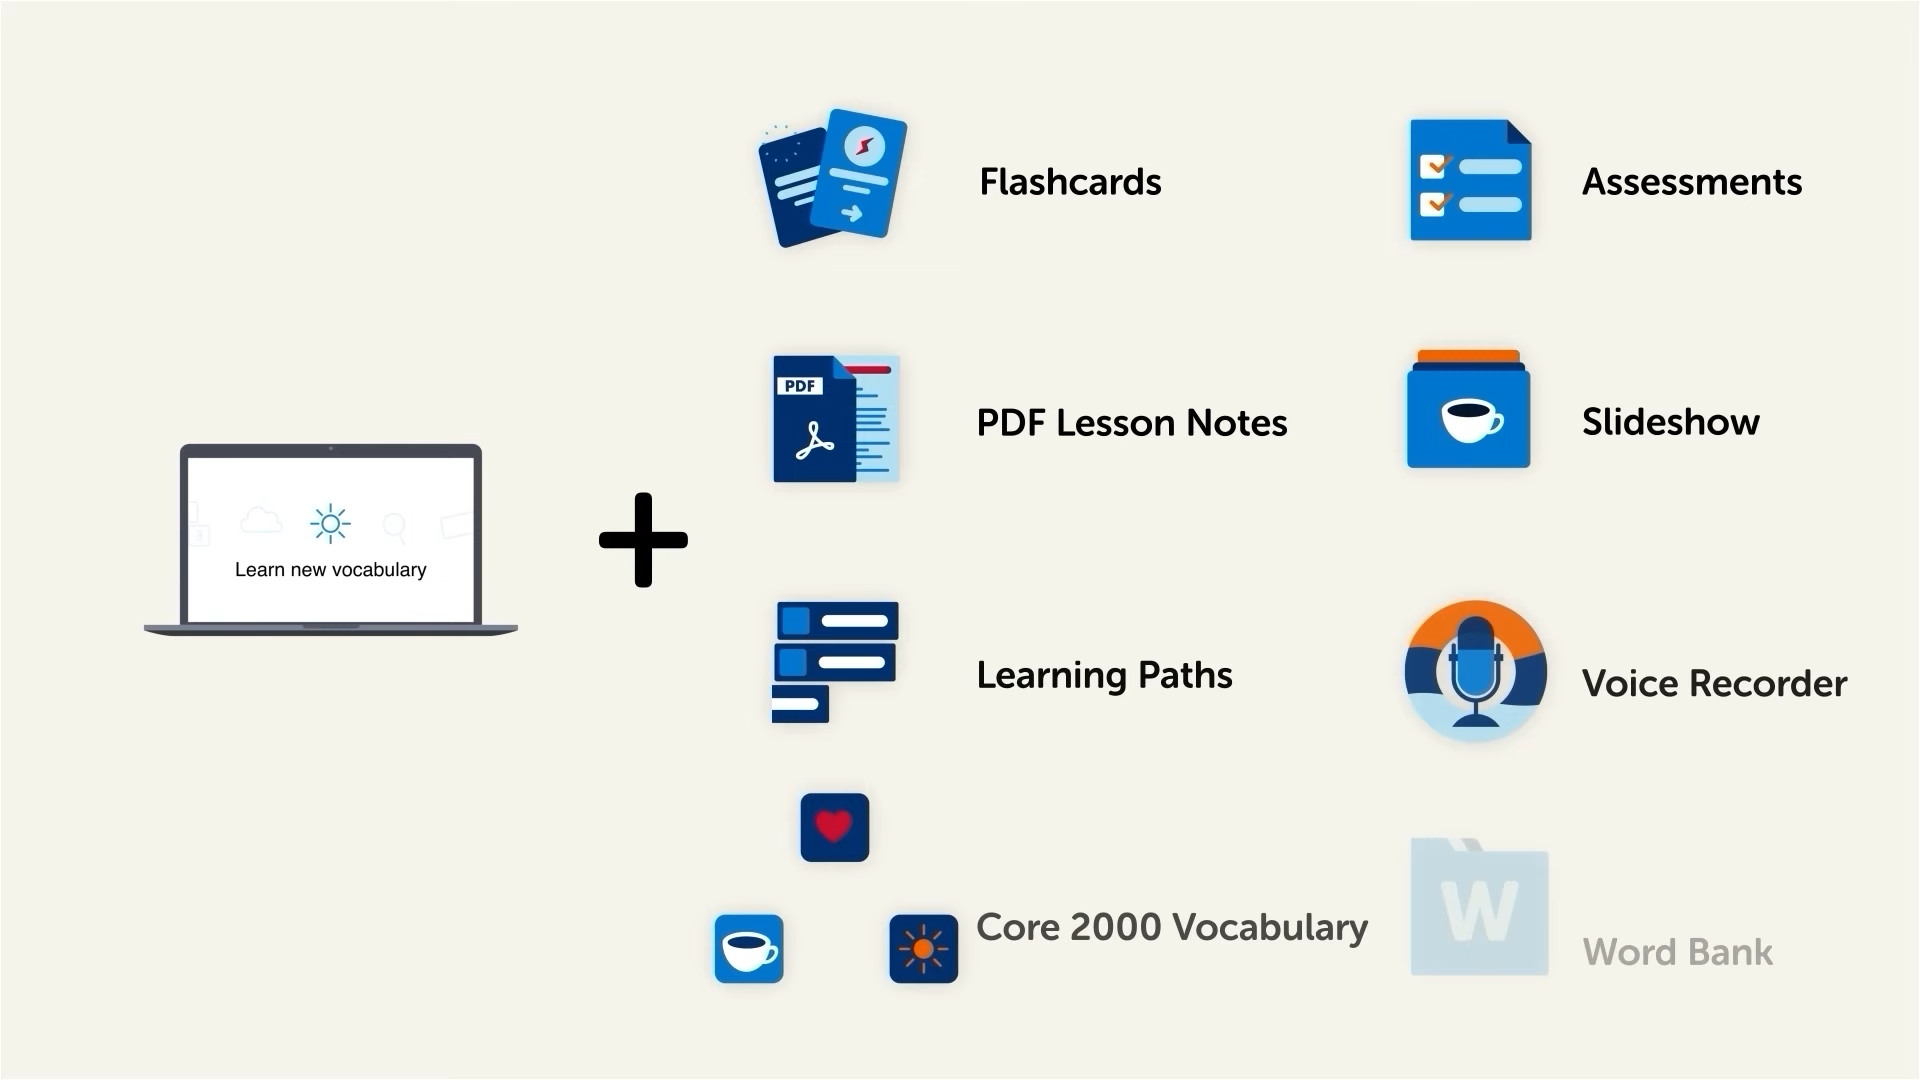 Flashcards
Assessments
PDF
PDF Lesson Notes
Slideshow
Learn new vocabulary
Learning Paths
Voice Recorder
Core 2000 Vocabulary
W
Word Bank